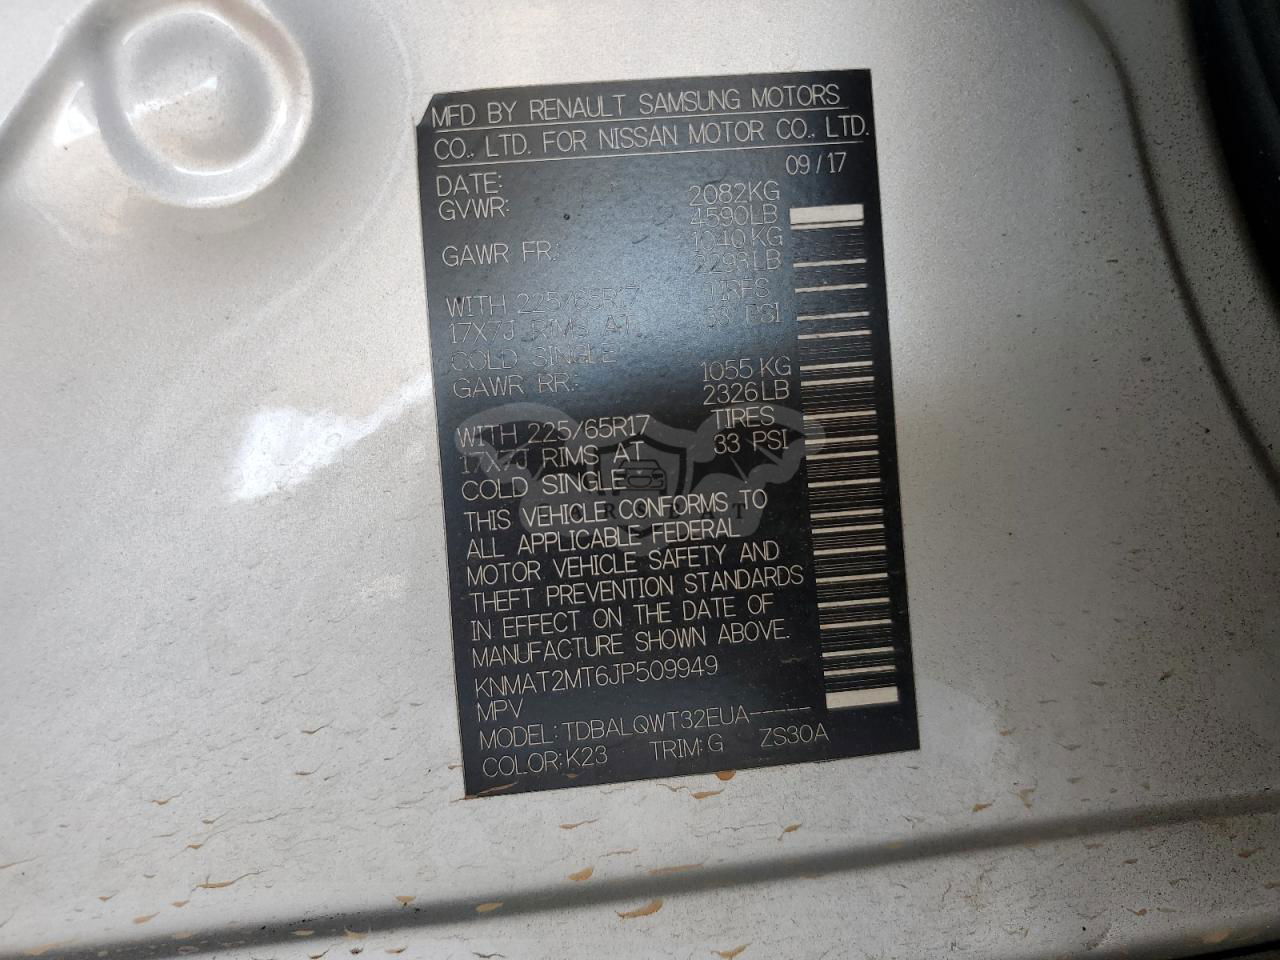 MFD BY RENAULT SAMSUNG MOTORS
CO., LTD. FOR NISSAN MOTOR CO., LTD.
DATE: 09/17
GVWR: 2082KG
4590LB
GAWR FR: 1040KG
2293LB
WITH 225/65R17 TIRES
17X7J RIMS AT 33 PSI
COLD SINGLE
GAWR RR: 1055KG
2326LB
WITH 225/65R17 TIRES
17X7J RIMS AT 33 PSI
COLD SINGLE
THIS VEHICLE CONFORMS TO
ALL APPLICABLE FEDERAL
MOTOR VEHICLE SAFETY AND
THEFT PREVENTION STANDARDS
IN EFFECT ON THE DATE OF
MANUFACTURE SHOWN ABOVE.
KNMAT2MT6JP509949
MPV
MODEL: TDBALQWT32EUA-----
COLOR: K23 TRIM: G ZS30A